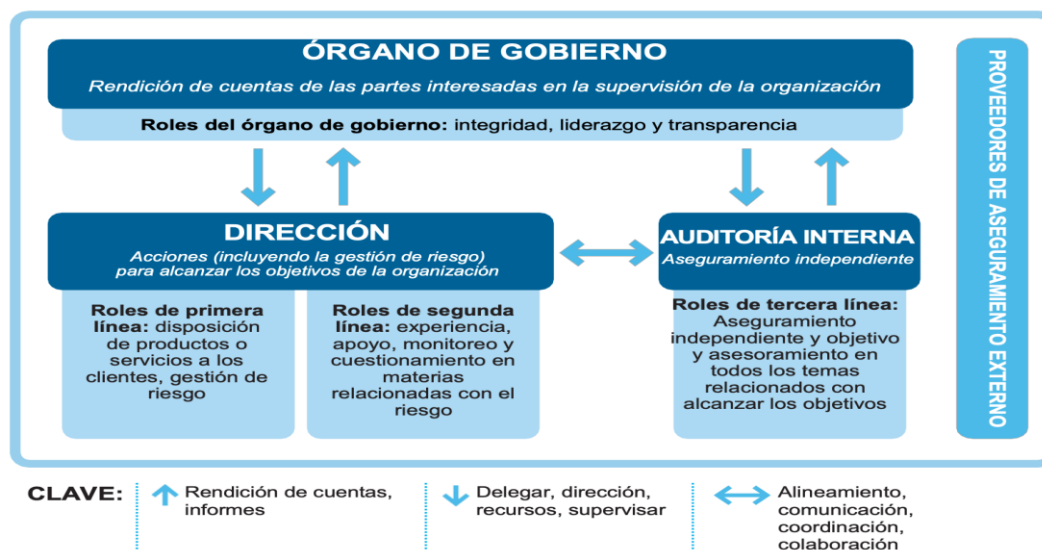 ÓRGANO DE GOBIERNO
Rendición de cuentas de las partes interesadas en la supervisión de la organización
Roles del órgano de gobierno: integridad, liderazgo y transparencia
DIRECCIÓN
Acciones (incluyendo la gestión de riesgo)
para alcanzar los objetivos de la organización
Roles de primera
línea: disposición
de productos o
servicios a los
clientes, gestión de
riesgo
Roles de segunda
línea: experiencia,
apoyo, monitoreo y
cuestionamiento en
materias
relacionadas con el
riesgo
AUDITORÍA INTERNA
Aseguramiento independiente
Roles de tercera línea:
Aseguramiento
independiente y objetivo
y asesoramiento en
todos los temas
relacionados con
alcanzar los objetivos
PROVEEDORES DE ASEGURAMIENTO EXTERNO
CLAVE:
Rendición de cuentas,
informes
Delegar, dirección,
recursos, supervisar
Alineamiento,
comunicación,
coordinación,
colaboración